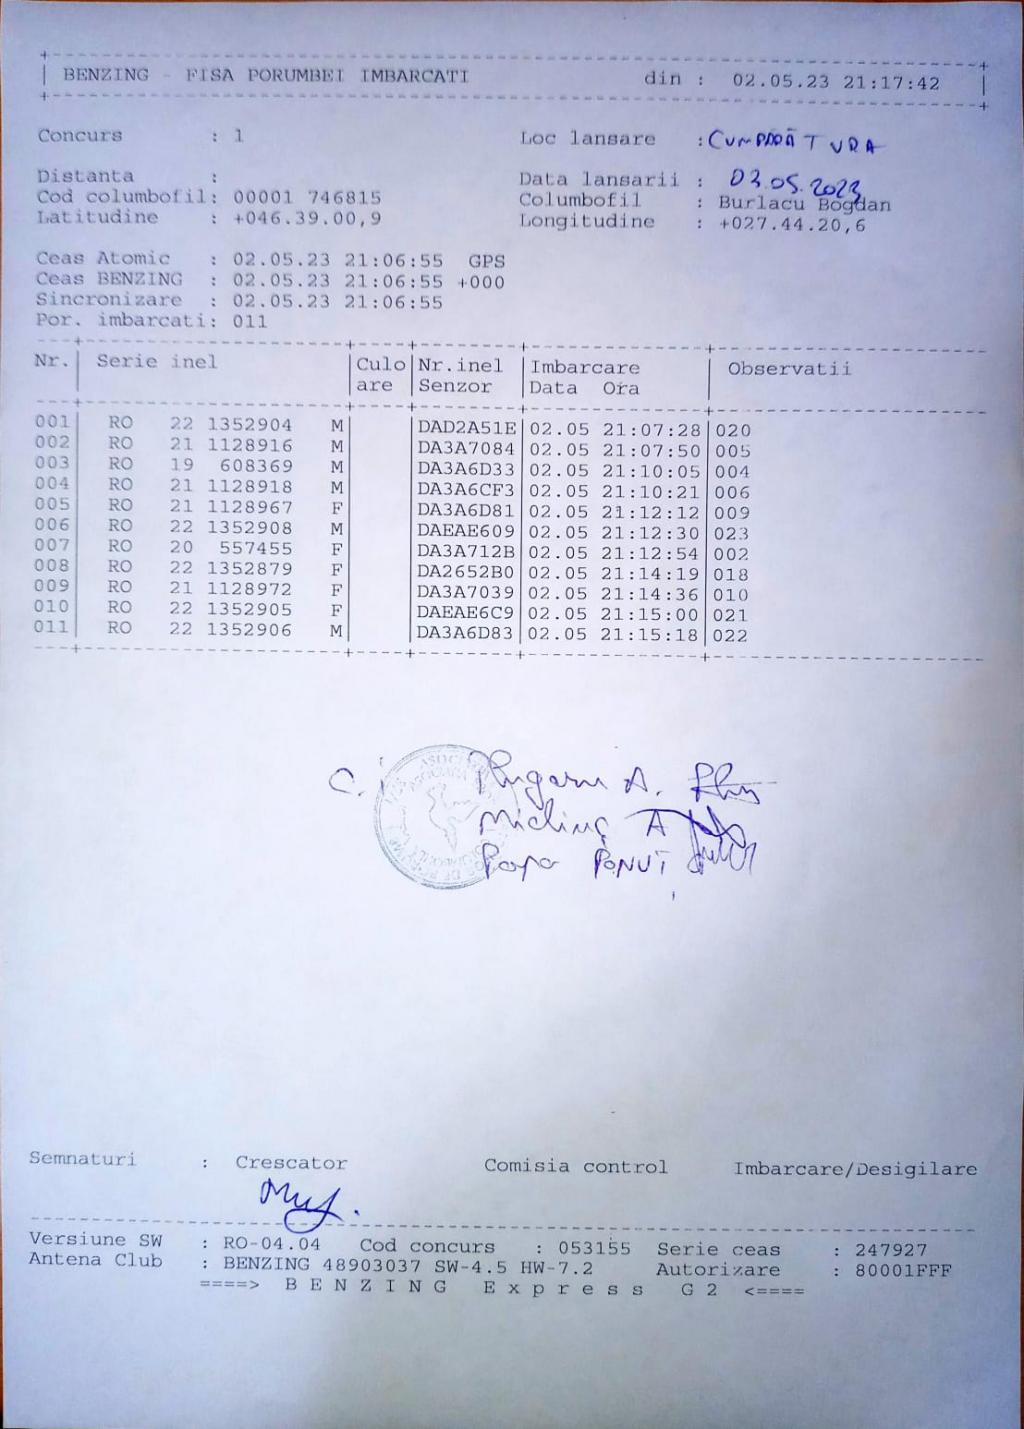 BENZING - FISA PORUMBEI IMBARCATI din : 02.05.23 21:17:42
Concurs : 1 Loc lansare : CUMPĂRĂTURA
Distanta : Data lansarii : 03.05.2023
Cod columbofil: 00001 746815 Columbofil : Burlacu Bogdan
Latitudine : +046.39.00,9 Longitudine : +027.44.20,6
Ceas Atomic : 02.05.23 21:06:55 GPS
Ceas BENZING : 02.05.23 21:06:55 +000
Sincronizare : 02.05.23 21:06:55
Por. imbarcati: 011
Nr. Serie inel Culo Nr.inel Imbarcare Observatii
are Senzor Data Ora
001 RO 22 1352904 M DAD2A51E 02.05 21:07:28 020
002 RO 21 1128916 M DA3A7084 02.05 21:07:50 005
003 RO 19 608369 M DA3A6D33 02.05 21:10:05 004
004 RO 21 1128918 M DA3A6CF3 02.05 21:10:21 006
005 RO 21 1128967 F DA3A6D81 02.05 21:12:12 009
006 RO 22 1352908 M DAEAE609 02.05 21:12:30 023
007 RO 20 557455 F DA3A712B 02.05 21:12:54 002
008 RO 22 1352879 F DA2652B0 02.05 21:14:19 018
009 RO 21 1128972 F DA3A7039 02.05 21:14:36 010
010 RO 22 1352905 F DAEAE6C9 02.05 21:15:00 021
011 RO 22 1352906 M DA3A6D83 02.05 21:15:18 022
C. A.
A
Popa
Semnaturi : Crescator Comisia control Imbarcare/Desigilare
Versiune SW : RO-04.04 Cod concurs : 053155 Serie ceas : 247927
Antena Club : BENZING 48903037 SW-4.5 HW-7.2 Autorizare : 80001FFF
====> B E N Z I N G E x p r e s s G 2 <====